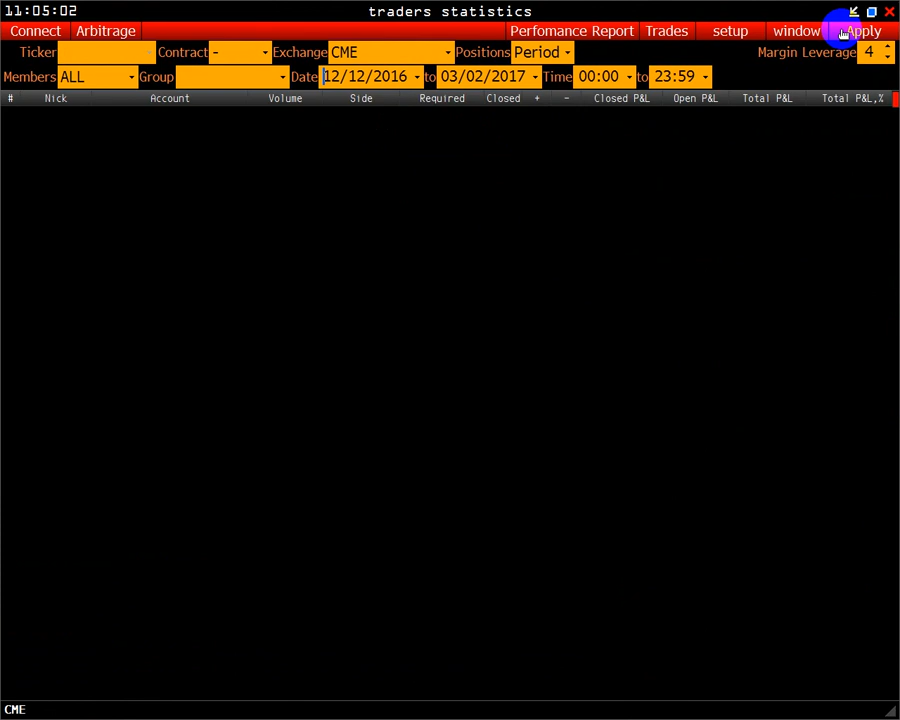 11:05:02 traders statistics
Connect Arbitrage Perfomance Report Trades setup window Apply
Ticker Contract - Exchange CME Positions Period Margin Leverage 4
Members ALL Group Date 12/12/2016 to 03/02/2017 Time 00:00 to 23:59
# Nick Account Volume Side Required Closed + - Closed P&L Open P&L Total P&L Total P&L,%
CME